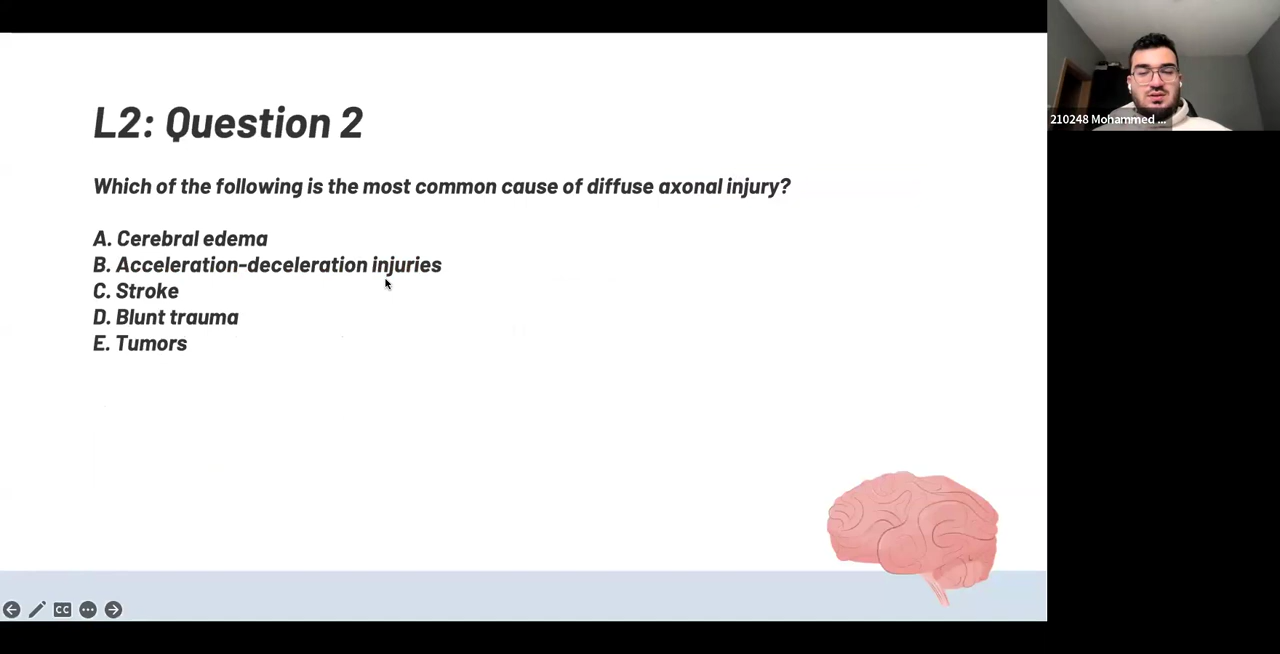 L2: Question 2
Which of the following is the most common cause of diffuse axonal injury?
A. Cerebral edema
B. Acceleration-deceleration injuries
C. Stroke
D. Blunt trauma
E. Tumors
210248 Mohammed ...
CC